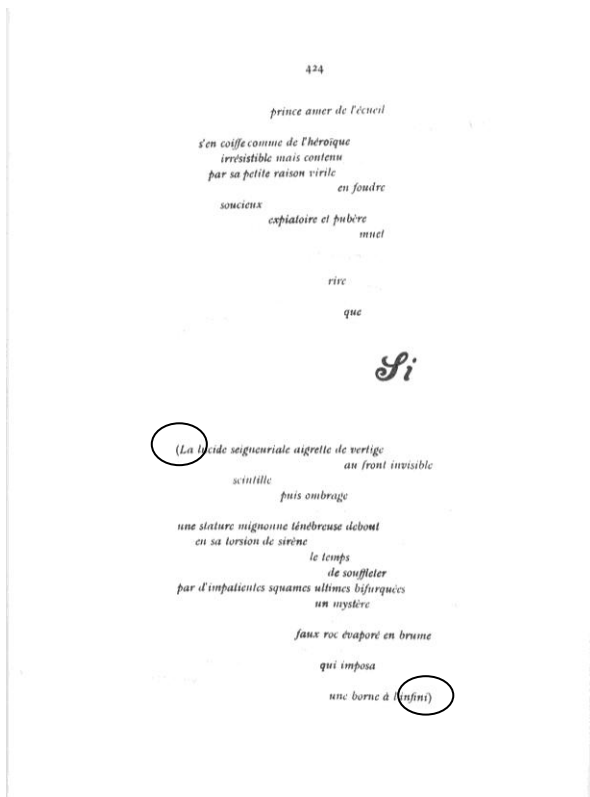 424
prince amer de l'écueil
s'en coiffe comme de l'héroïque
irrésistible mais contenu
par sa petite raison virile
en foudre
soucieux
expiatoire et pubère
muet
rire
que
Si
(La lucide seigneuriale aigrette de vertige
au front invisible
scintille
puis ombrage
une stature mignonne ténébreuse debout
en sa torsion de sirène
le temps
de souffleter
par d'impatientes squames ultimes bifurquées
un mystère
faux roc évaporé en brume
qui imposa
une borne à l'infini)